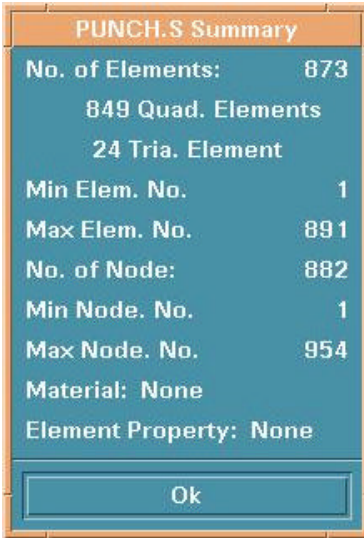 PUNCH.S Summary
No. of Elements: 873
849 Quad. Elements
24 Tria. Element
Min Elem. No. 1
Max Elem. No. 891
No. of Node: 882
Min Node. No. 1
Max Node. No. 954
Material: None
Element Property: None
Ok